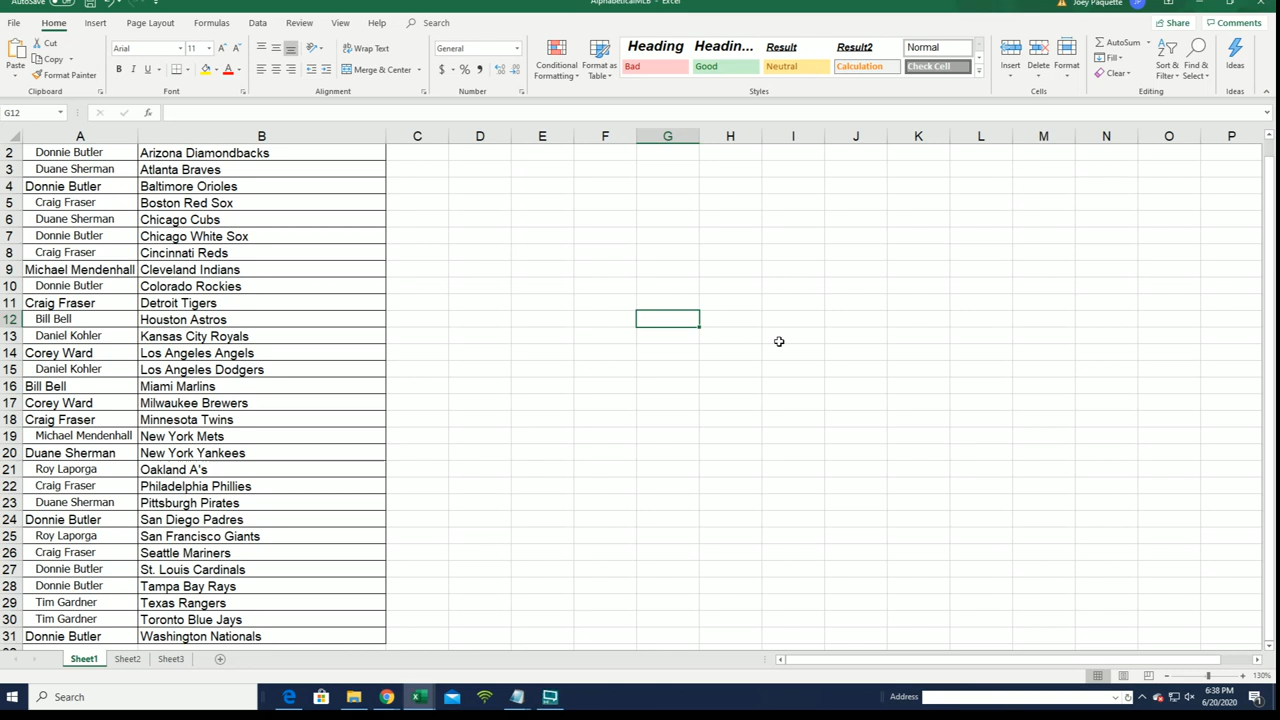 AutoSave Off AlphabeticalMLB - Excel Joey Paquette JP
File Home Insert Page Layout Formulas Data Review View Help Search Share Comments
Paste Cut Copy Format Painter Clipboard
Arial 11 B I U A Font
Wrap Text Merge & Center Alignment
General $ % Number
Conditional Formatting Format as Table
Heading Headin... Result Result2 Normal
Bad Good Neutral Calculation Check Cell
Styles
Insert Delete Format Cells
AutoSum Fill Clear Sort & Filter Find & Select Editing
Ideas Ideas
G12 fx
A B C D E F G H I J K L M N O P
2 Donnie Butler Arizona Diamondbacks
3 Duane Sherman Atlanta Braves
4 Donnie Butler Baltimore Orioles
5 Craig Fraser Boston Red Sox
6 Duane Sherman Chicago Cubs
7 Donnie Butler Chicago White Sox
8 Craig Fraser Cincinnati Reds
9 Michael Mendenhall Cleveland Indians
10 Donnie Butler Colorado Rockies
11 Craig Fraser Detroit Tigers
12 Bill Bell Houston Astros
13 Daniel Kohler Kansas City Royals
14 Corey Ward Los Angeles Angels
15 Daniel Kohler Los Angeles Dodgers
16 Bill Bell Miami Marlins
17 Corey Ward Milwaukee Brewers
18 Craig Fraser Minnesota Twins
19 Michael Mendenhall New York Mets
20 Duane Sherman New York Yankees
21 Roy Laporga Oakland A's
22 Craig Fraser Philadelphia Phillies
23 Duane Sherman Pittsburgh Pirates
24 Donnie Butler San Diego Padres
25 Roy Laporga San Francisco Giants
26 Craig Fraser Seattle Mariners
27 Donnie Butler St. Louis Cardinals
28 Donnie Butler Tampa Bay Rays
29 Tim Gardner Texas Rangers
30 Tim Gardner Toronto Blue Jays
31 Donnie Butler Washington Nationals
Sheet1 Sheet2 Sheet3
130%
Search Address 6:38 PM
6/20/2020